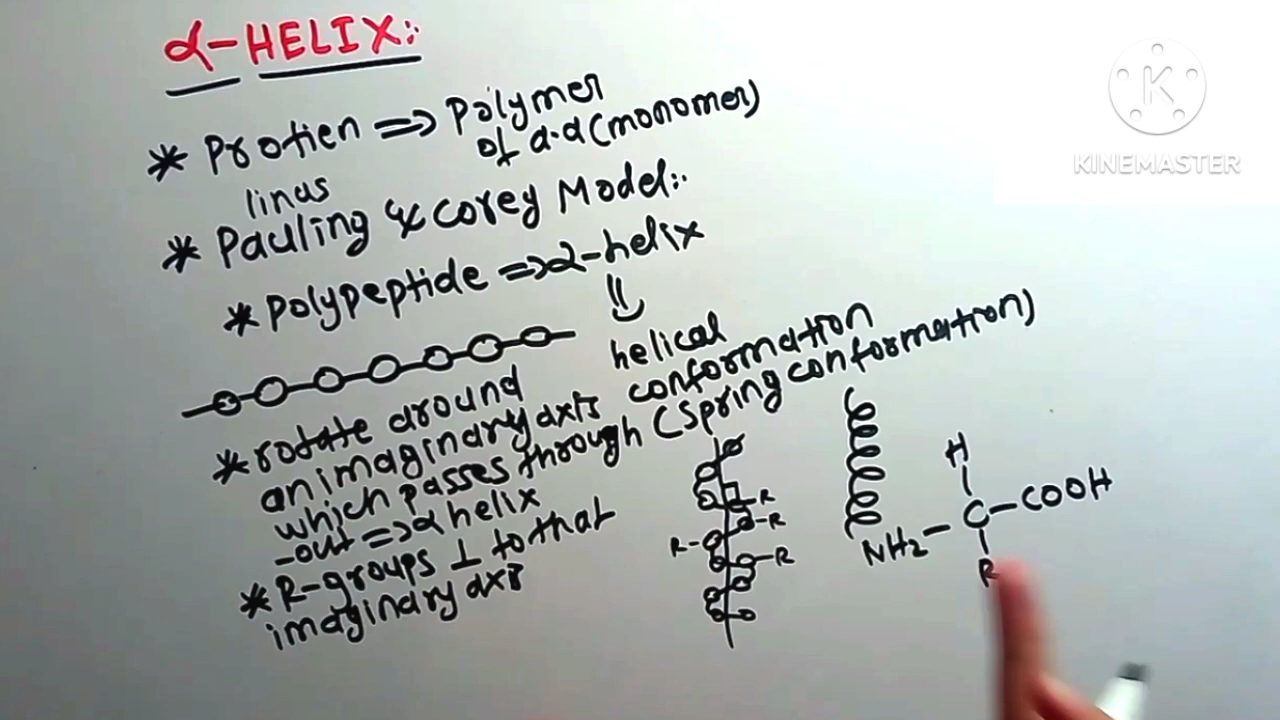 α-HELIX:
* Protien ⇒ Polymer
of a.a (monomer)
linus
* Pauling & corey Model:
* polypeptide ⇒ α-helix
helical
conformation
(spring conformation)
* rotate around
an imaginary axis
which passes through
-out ⇒ α helix
* R-groups ⊥ to that
imaginary axis
R
R
R-
-R
H
NH2-C-COOH
R
K
KINEMASTER